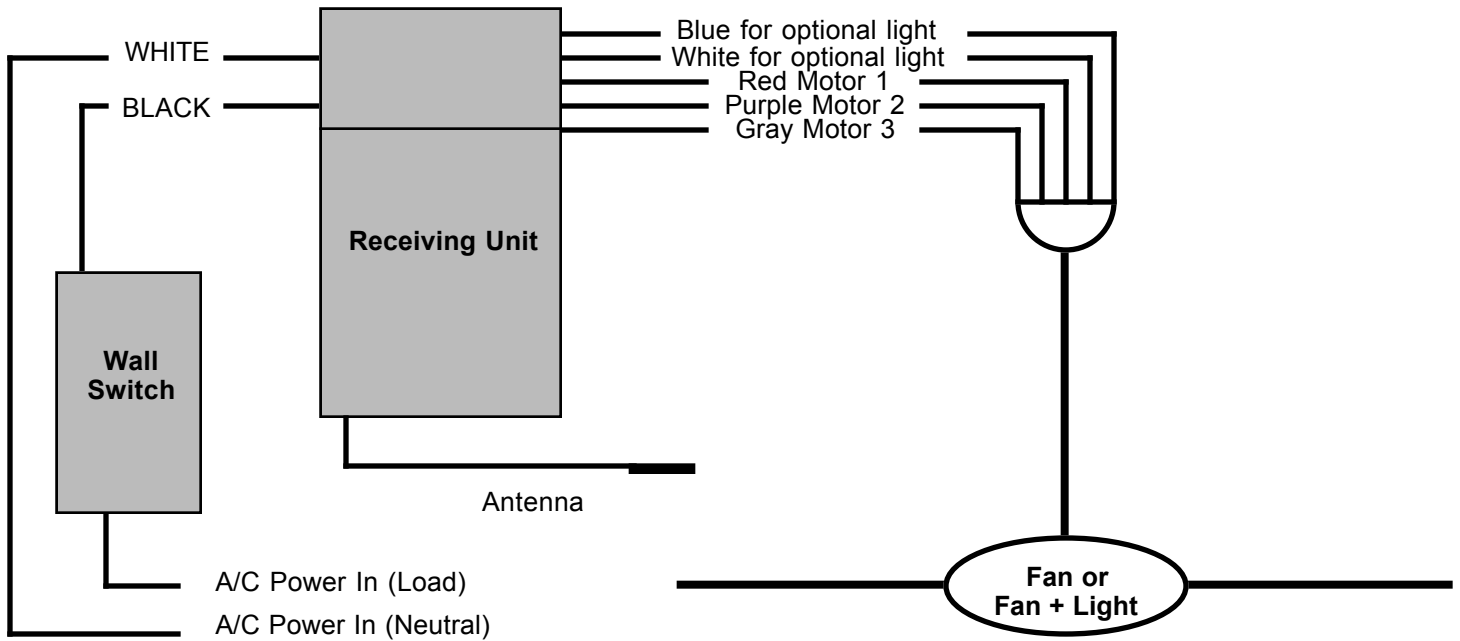 Blue for optional light
White for optional light
Red Motor 1
Purple Motor 2
Gray Motor 3
WHITE
BLACK
Receiving Unit
Wall
Switch
Antenna
A/C Power In (Load)
A/C Power In (Neutral)
Fan or
Fan + Light